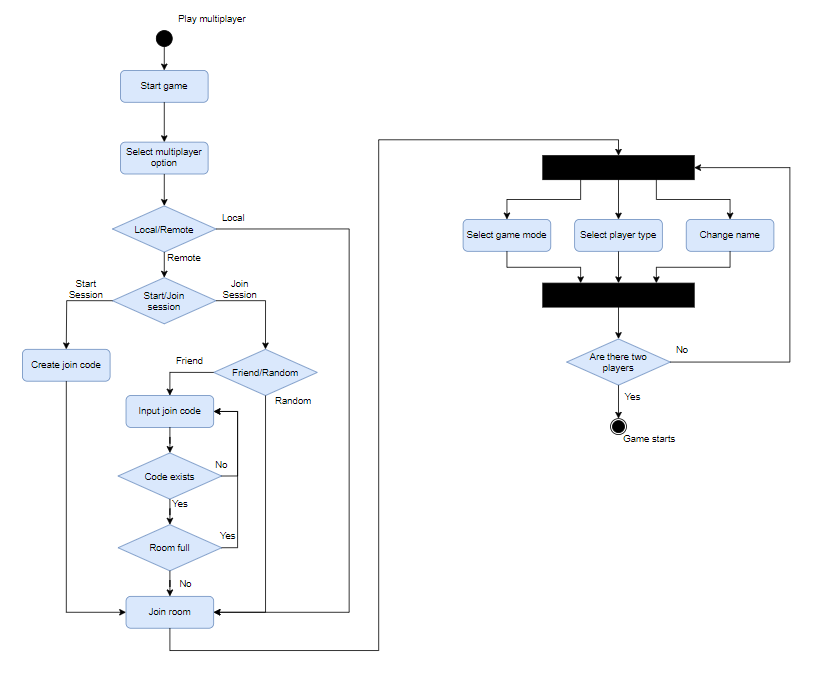 Play multiplayer
Start game
Select multiplayer
option
Local/Remote
Local
Remote
Start
Session
Start/Join
session
Join
Session
Create join code
Friend
Friend/Random
Random
Input join code
No
Code exists
Yes
Yes
Room full
No
Join room
Select game mode
Select player type
Change name
Are there two
players
No
Yes
Game starts